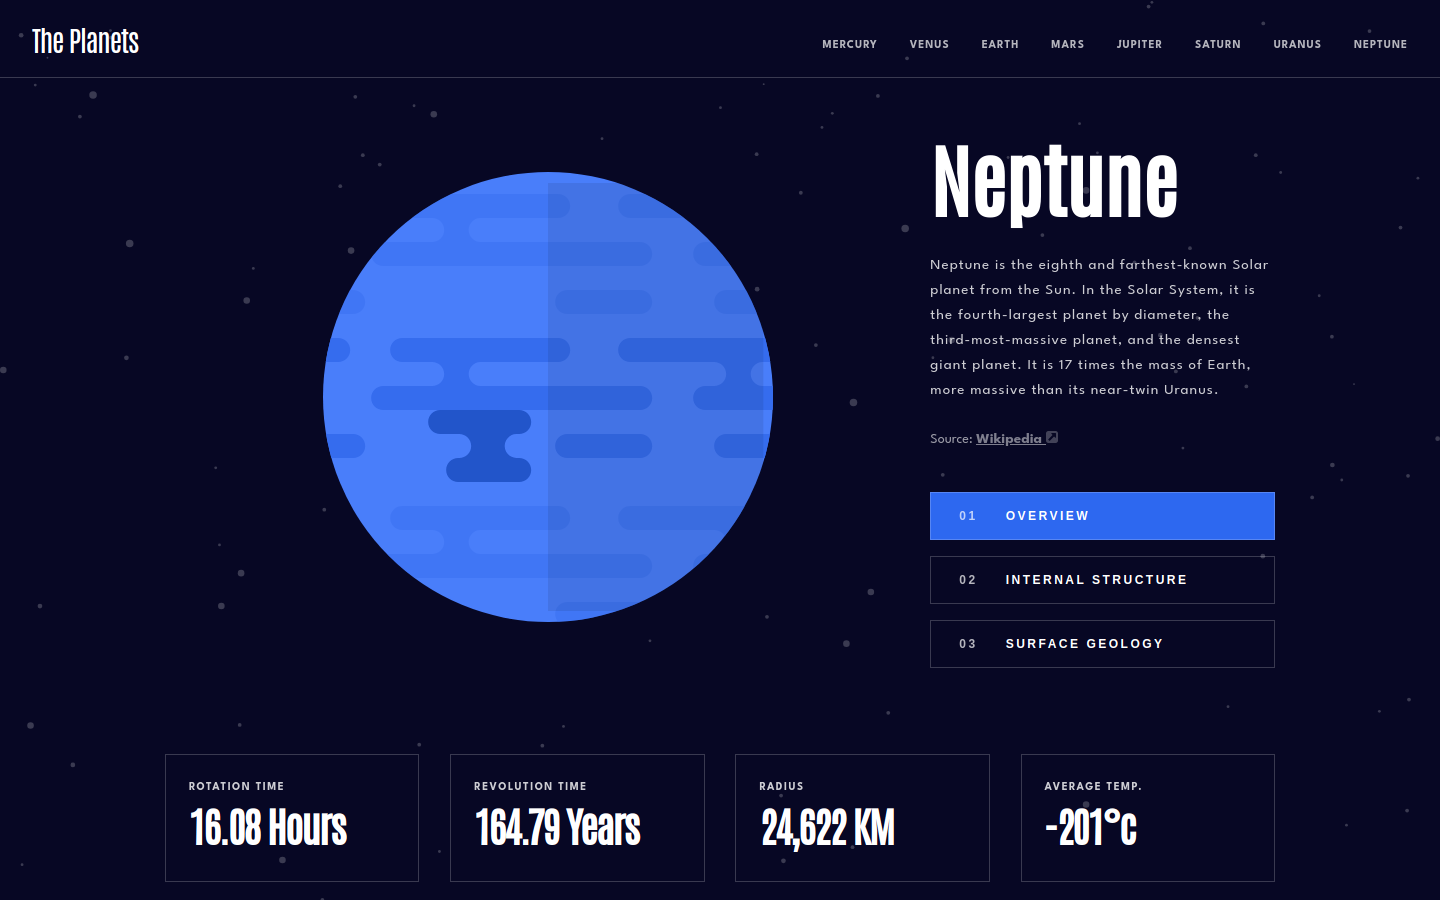 The Planets
MERCURY VENUS EARTH MARS JUPITER SATURN URANUS NEPTUNE
Neptune
Neptune is the eighth and farthest-known Solar
planet from the Sun. In the Solar System, it is
the fourth-largest planet by diameter, the
third-most-massive planet, and the densest
giant planet. It is 17 times the mass of Earth,
more massive than its near-twin Uranus.
Source: Wikipedia
01 OVERVIEW
02 INTERNAL STRUCTURE
03 SURFACE GEOLOGY
ROTATION TIME
16.08 Hours
REVOLUTION TIME
164.79 Years
RADIUS
24,622 KM
AVERAGE TEMP.
-201°c